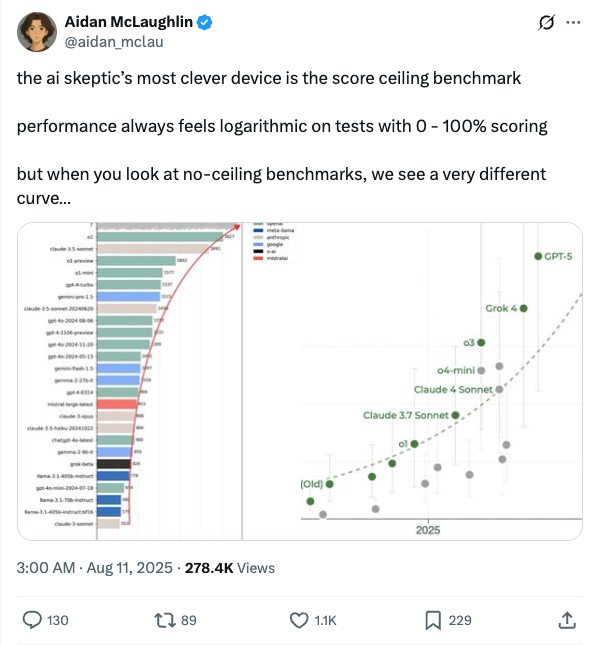 Aidan McLaughlin
@aidan_mclau
the ai skeptic's most clever device is the score ceiling benchmark
performance always feels logarithmic on tests with 0 - 100% scoring
but when you look at no-ceiling benchmarks, we see a very different
curve...
o1
claude-3.5-sonnet
o1-preview
o1-mini
gpt-4-turbo
gemini-pro-1.5
claude-3.5-sonnet-20240620
gpt-4o-2024-08-06
gpt-4-1106-preview
gpt-4o-2024-11-20
gpt-4o-2024-05-13
gemini-flash-1.5
gemma-2-27b-it
gpt-4-0314
mistral-large-latest
claude-3-opus
claude-3-5-haiku-20241022
chatgpt-4o-latest
gemma-2-9b-it
grok-beta
llama-3.1-405b-instruct
gpt-4o-mini-2024-07-18
llama-3.1-70b-instruct
llama-3.1-405b-instruct:bf16
claude-3-sonnet
meta-llama
anthropic
google
x-ai
mistralai
GPT-5
Grok 4
o3
o4-mini
Claude 4 Sonnet
Claude 3.7 Sonnet
o1
(Old)
2025
3:00 AM · Aug 11, 2025 · 278.4K Views
130
89
1.1K
229